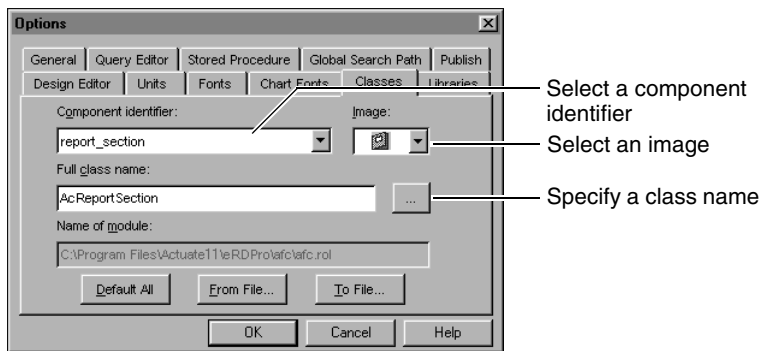 Options
General Query Editor Stored Procedure Global Search Path Publish
Design Editor Units Fonts Chart Fonts Classes Libraries
Component identifier: Image:
report_section
Full class name:
AcReportSection ...
Name of module:
C:\Program Files\Actuate11\eRDPro\afc\afc.rol
Default All From File... To File...
OK Cancel Help
Select a component
identifier
Select an image
Specify a class name